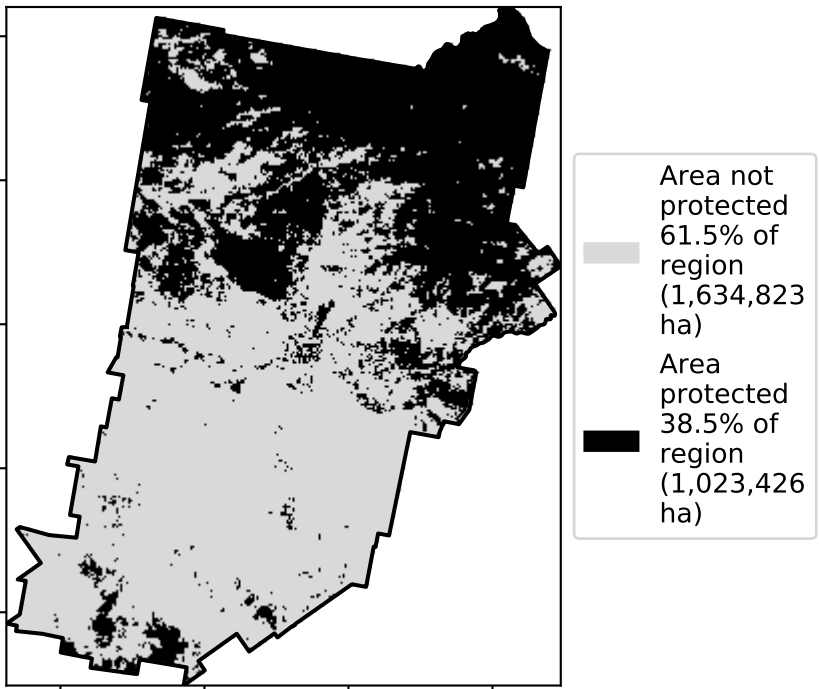 Area not
protected
61.5% of
region
(1,634,823
ha)
Area
protected
38.5% of
region
(1,023,426
ha)